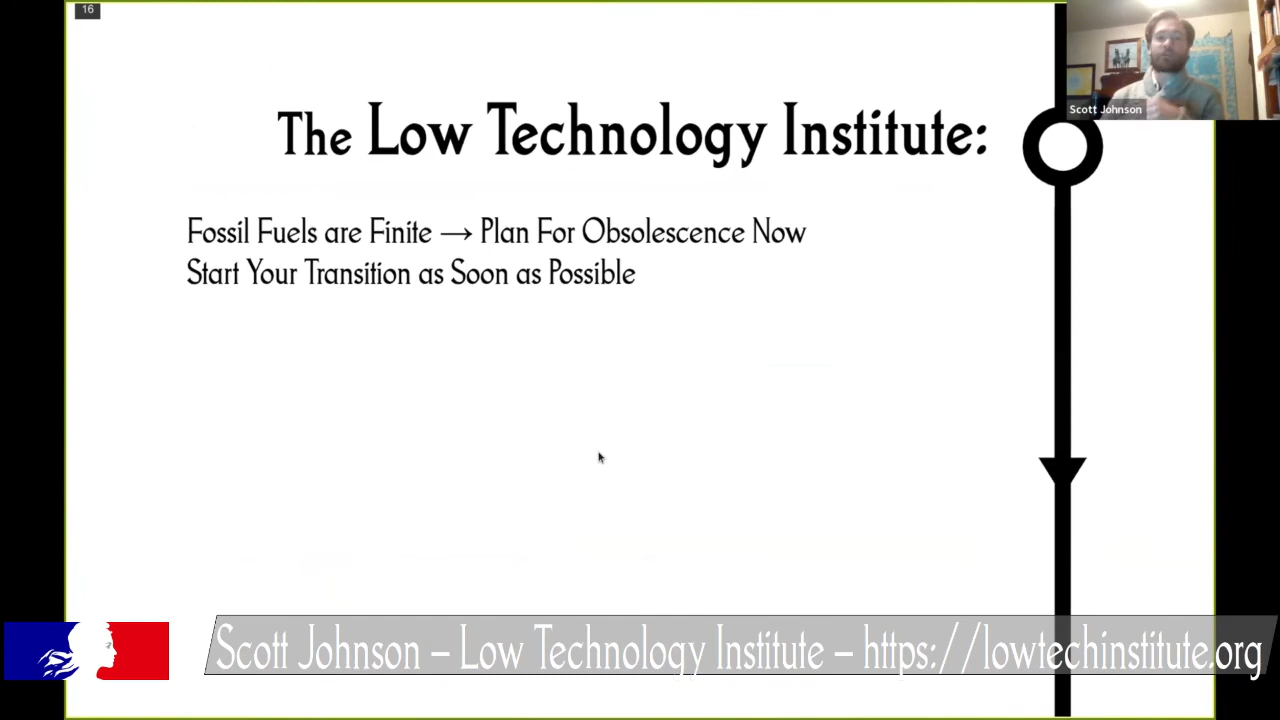 16
Scott Johnson
The Low Technology Institute:
Fossil Fuels are Finite → Plan For Obsolescence Now
Start Your Transition as Soon as Possible
Scott Johnson – Low Technology Institute – https://lowtechinstitute.org